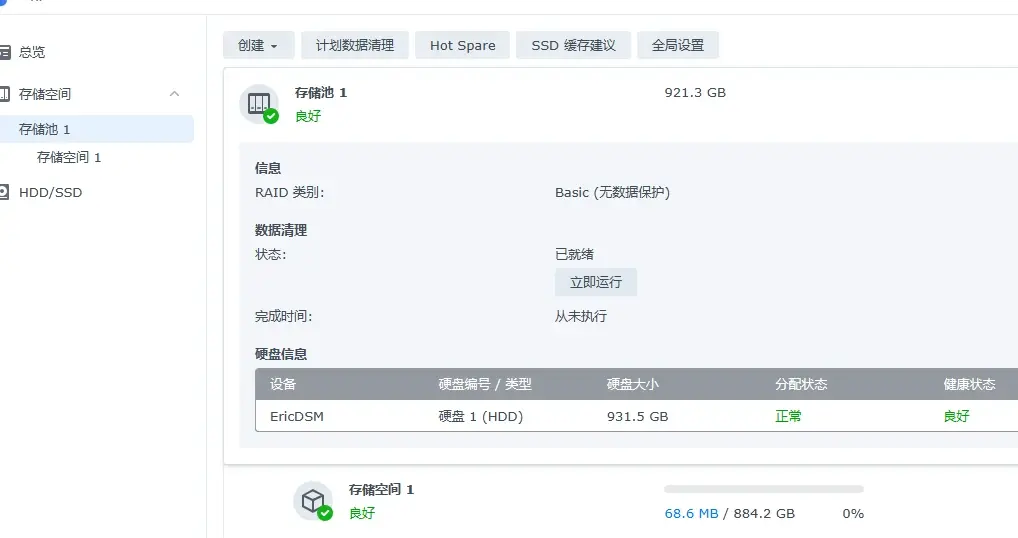 总览
存储空间
存储池 1
存储空间 1
HDD/SSD
创建 计划数据清理 Hot Spare SSD 缓存建议 全局设置
存储池 1 921.3 GB
良好
信息
RAID 类别: Basic (无数据保护)
数据清理
状态: 已就绪
立即运行
完成时间: 从未执行
硬盘信息
设备 硬盘编号 / 类型 硬盘大小 分配状态 健康状态
EricDSM 硬盘 1 (HDD) 931.5 GB 正常 良好
存储空间 1
良好 68.6 MB / 884.2 GB 0%